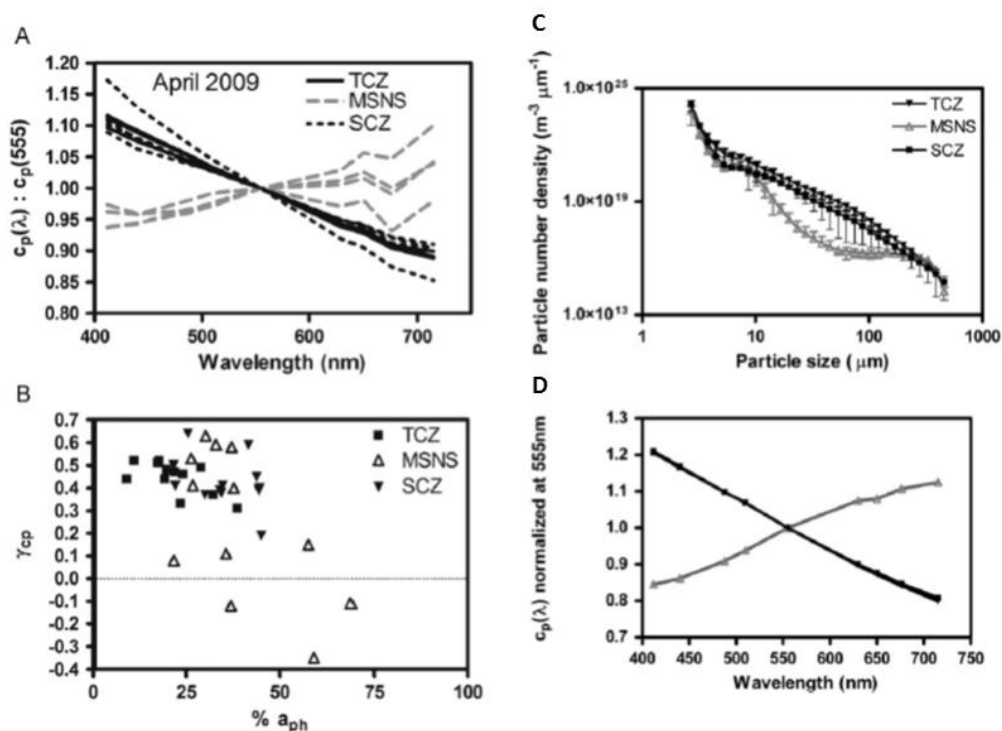 A
April 2009
TCZ
MSNS
SCZ
1.20
1.15
1.10
1.05
1.00
0.95
0.90
0.85
0.80
cp(λ) : cp(555)
400 500 600 700
Wavelength (nm)
B
0.7
0.6
0.5
0.4
0.3
0.2
0.1
0.0
-0.1
-0.2
-0.3
-0.4
γcp
TCZ
MSNS
SCZ
0 25 50 75 100
% aph
C
1.0×10^25
1.0×10^19
1.0×10^13
Particle number density (m^-3 μm^-1)
TCZ
MSNS
SCZ
1 10 100 1000
Particle size ( μm)
D
1.3
1.2
1.1
1.0
0.9
0.8
0.7
cp(λ) normalized at 555nm
400 450 500 550 600 650 700 750
Wavelength (nm)